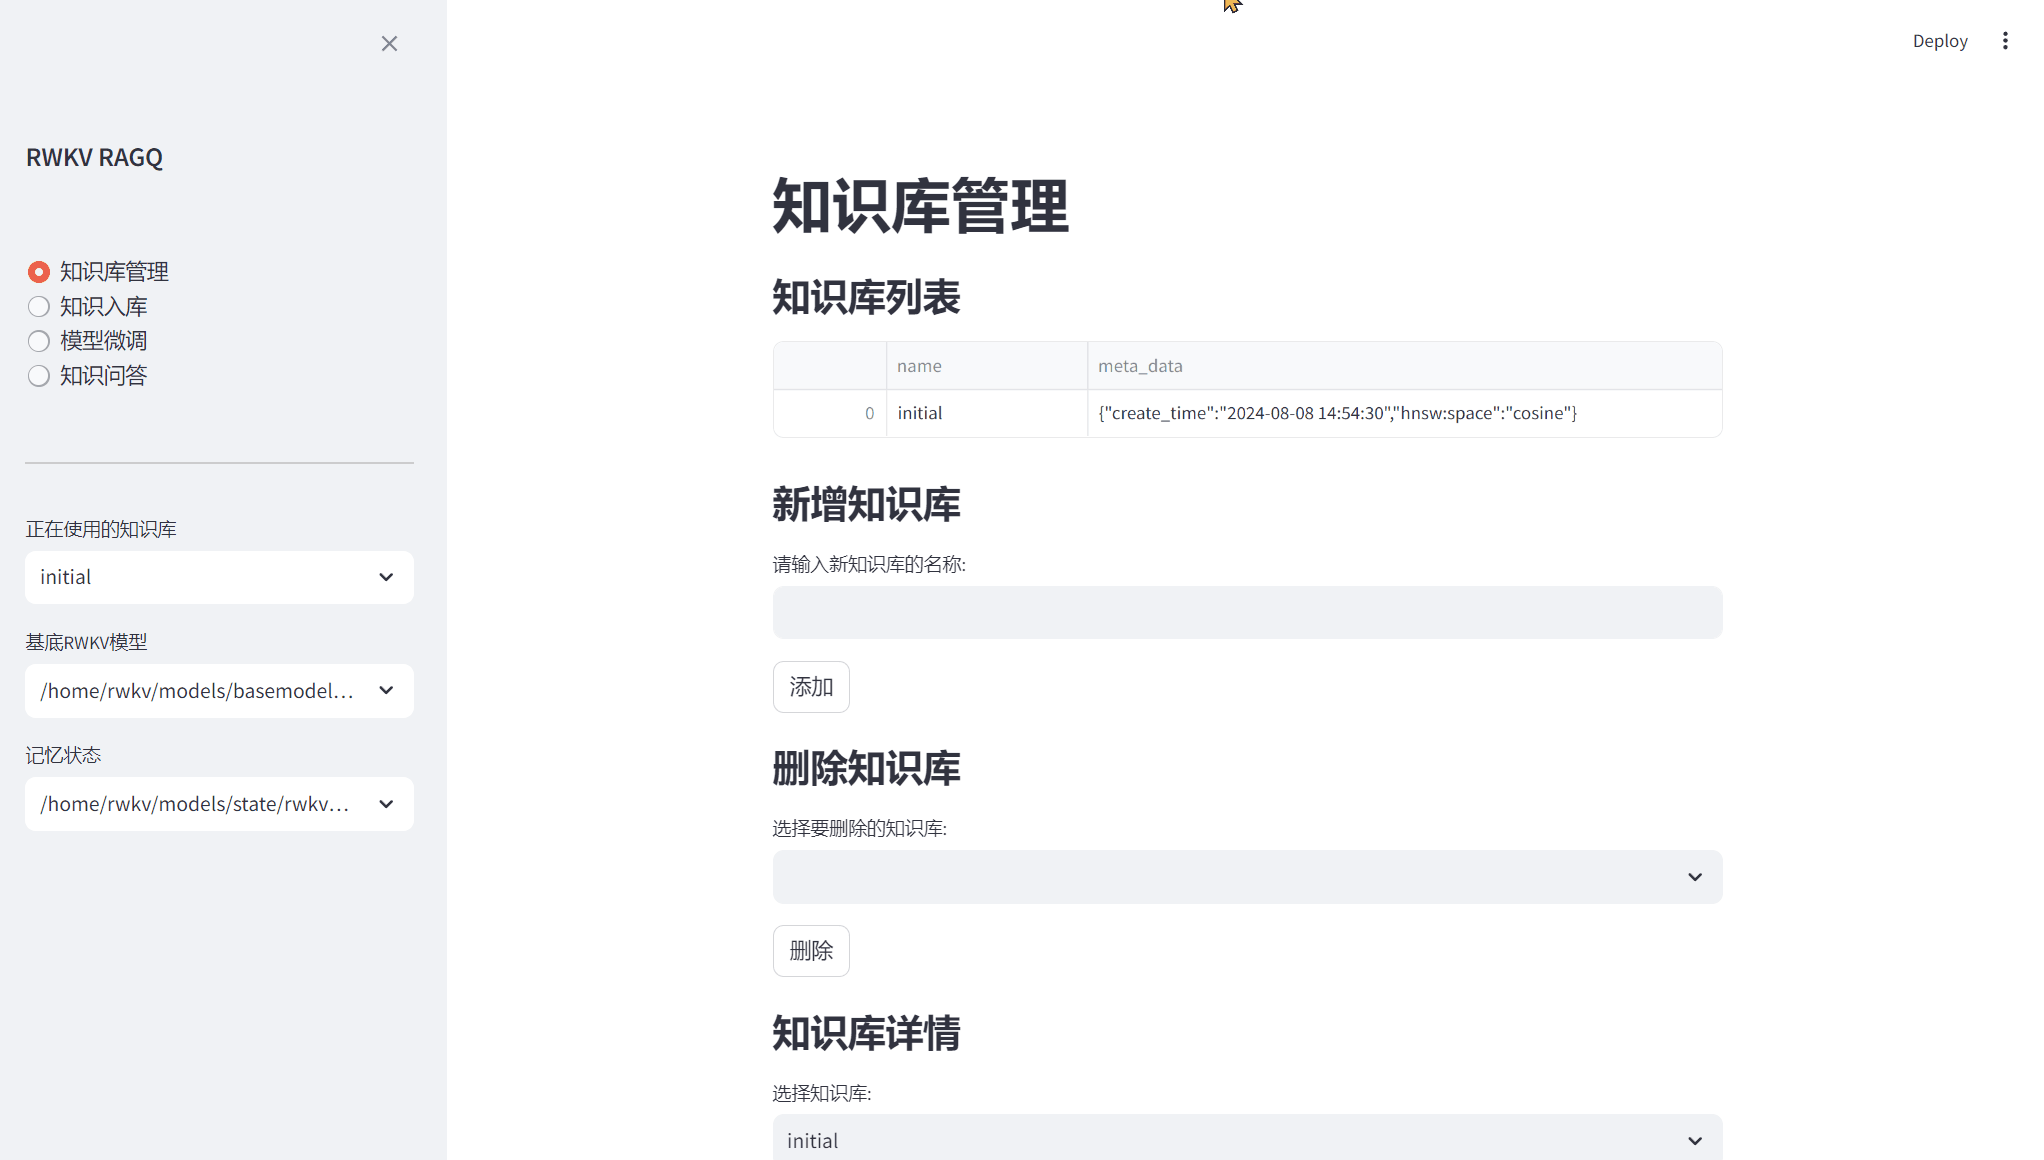 Deploy
RWKV RAGQ
知识库管理
知识入库
模型微调
知识问答
正在使用的知识库
initial
基底RWKV模型
/home/rwkv/models/basemodel...
记忆状态
/home/rwkv/models/state/rwkv...
知识库管理
知识库列表
name meta_data
0 initial {"create_time":"2024-08-08 14:54:30","hnsw:space":"cosine"}
新增知识库
请输入新知识库的名称:
添加
删除知识库
选择要删除的知识库:
删除
知识库详情
选择知识库:
initial